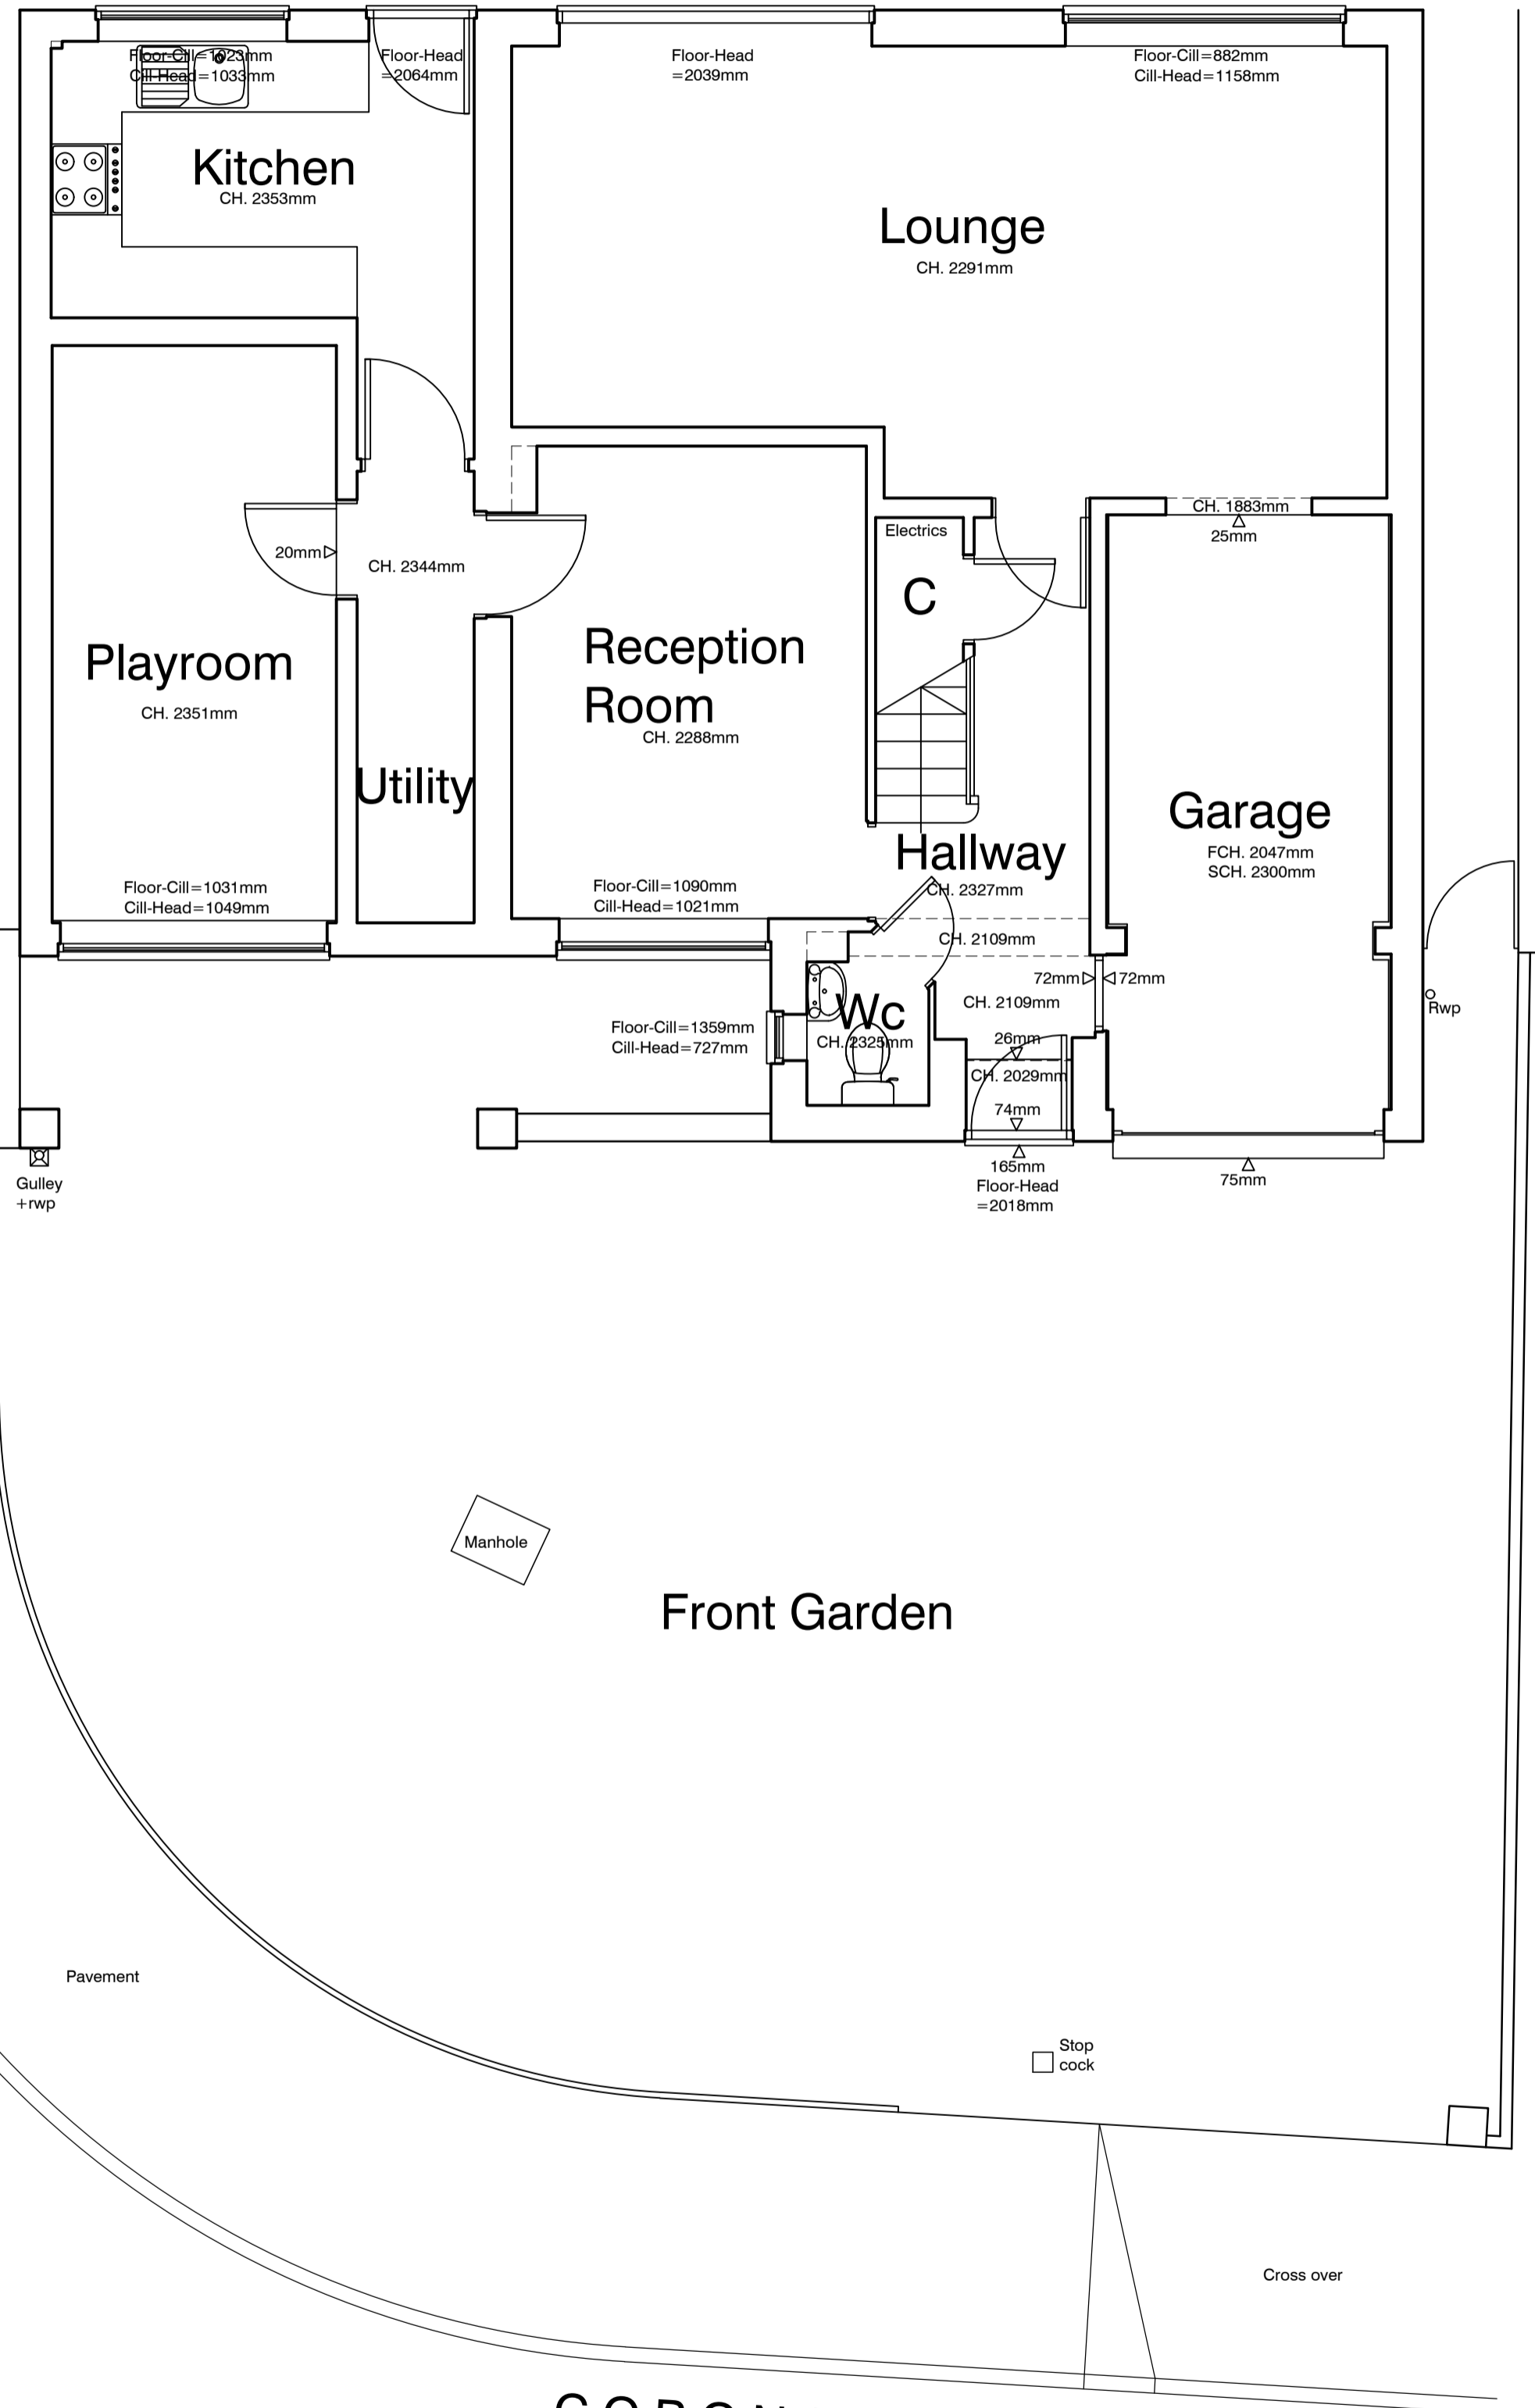 Floor-Cill=1023mm
Cill-Head=1033mm
Floor-Head
=2064mm
Floor-Head
=2039mm
Floor-Cill=882mm
Cill-Head=1158mm
Kitchen
CH. 2353mm
Lounge
CH. 2291mm
CH. 1883mm
25mm
Electrics
C
20mm
CH. 2344mm
Playroom
CH. 2351mm
Reception
Room
CH. 2288mm
Utility
Garage
FCH. 2047mm
SCH. 2300mm
Hallway
CH. 2327mm
Floor-Cill=1031mm
Cill-Head=1049mm
Floor-Cill=1090mm
Cill-Head=1021mm
CH. 2109mm
72mm
72mm
CH. 2109mm
Rwp
Wc
CH. 2325mm
Floor-Cill=1359mm
Cill-Head=727mm
26mm
CH. 2029mm
74mm
165mm
Floor-Head
=2018mm
75mm
Gulley
+rwp
Manhole
Front Garden
Pavement
Stop
cock
Cross over